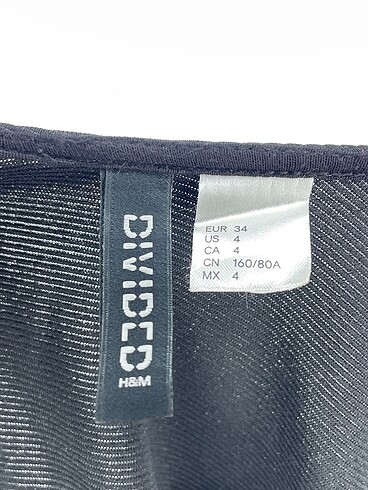 DIVIDED
H&M
EUR 34
US 4
CA 4
CN 160/80A
MX 4